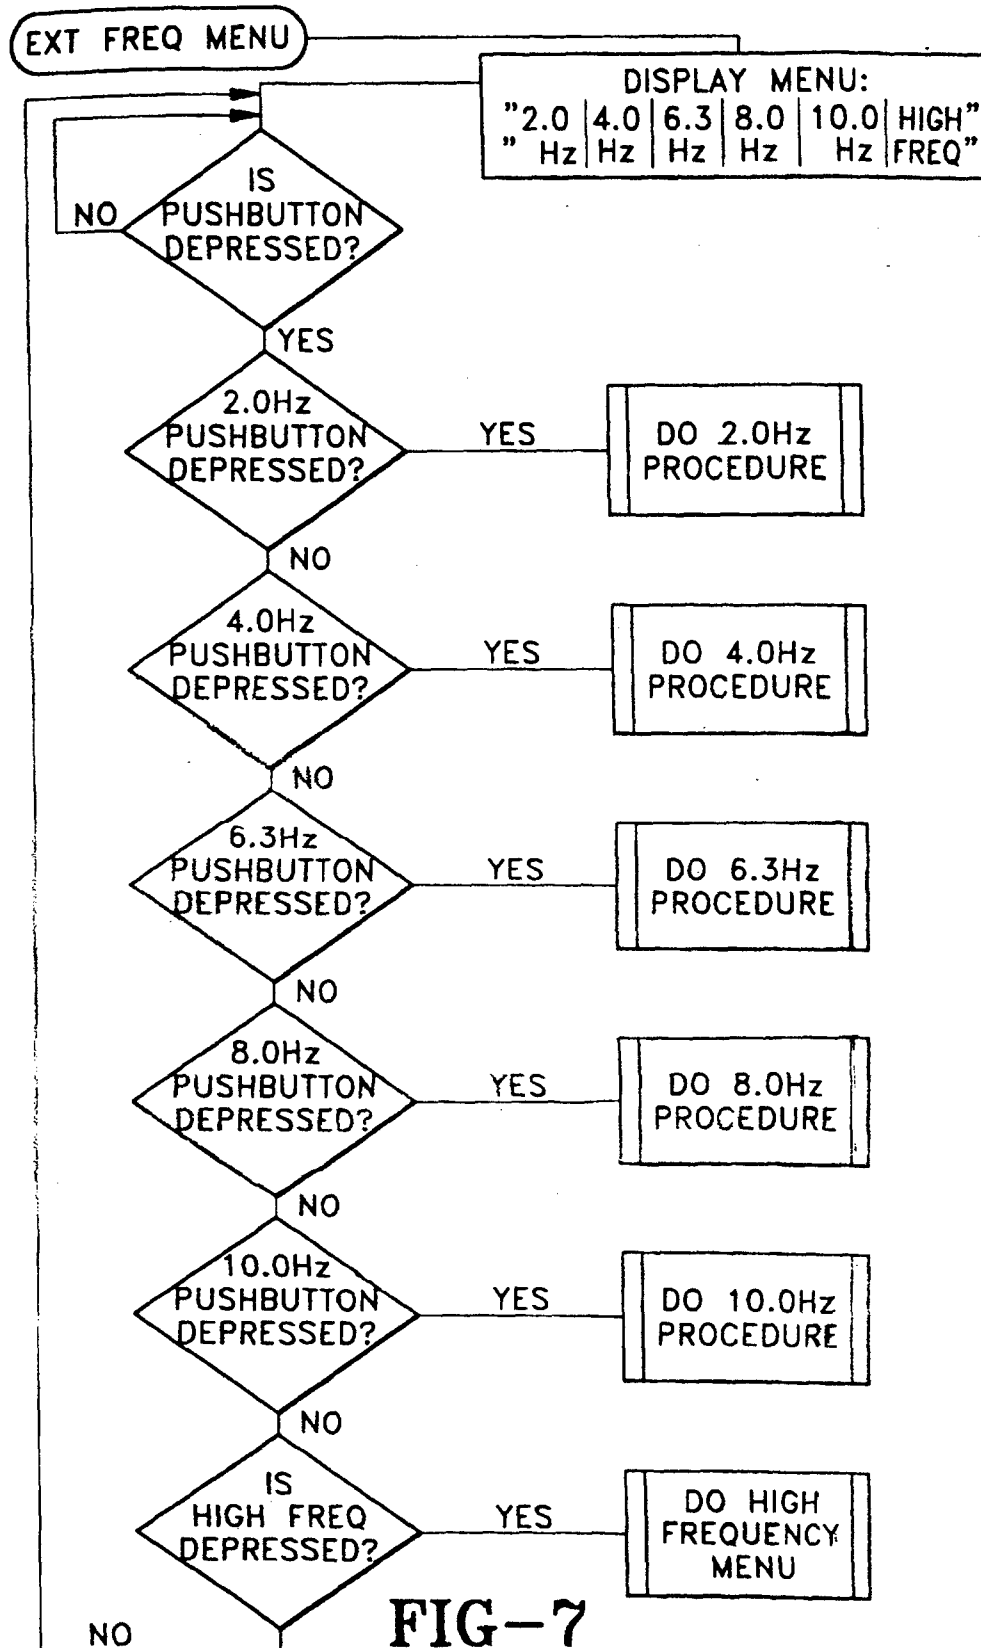 EXT FREQ MENU
DISPLAY MENU:
"2.0 | 4.0 | 6.3 | 8.0 | 10.0 | HIGH"
" Hz | Hz | Hz | Hz | Hz | FREQ"
IS
PUSHBUTTON
DEPRESSED?
NO
YES
2.0Hz
PUSHBUTTON
DEPRESSED?
YES
DO 2.0Hz
PROCEDURE
NO
4.0Hz
PUSHBUTTON
DEPRESSED?
YES
DO 4.0Hz
PROCEDURE
NO
6.3Hz
PUSHBUTTON
DEPRESSED?
YES
DO 6.3Hz
PROCEDURE
NO
8.0Hz
PUSHBUTTON
DEPRESSED?
YES
DO 8.0Hz
PROCEDURE
NO
10.0Hz
PUSHBUTTON
DEPRESSED?
YES
DO 10.0Hz
PROCEDURE
NO
IS
HIGH FREQ
DEPRESSED?
YES
DO HIGH
FREQUENCY
MENU
NO
FIG-7